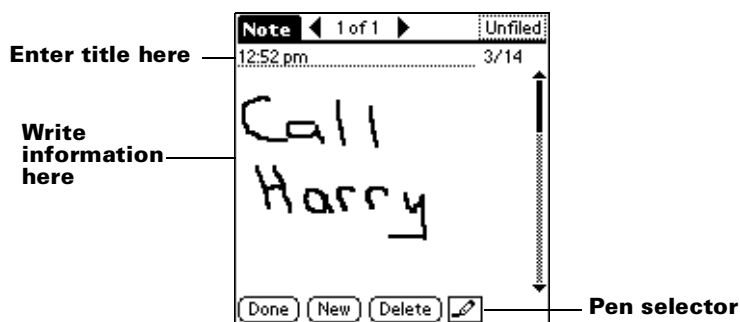 Note 1 of 1 Unfiled
Enter title here 12:52 pm 3/14
Call
Write
information
here
Harry
Done New Delete Pen selector